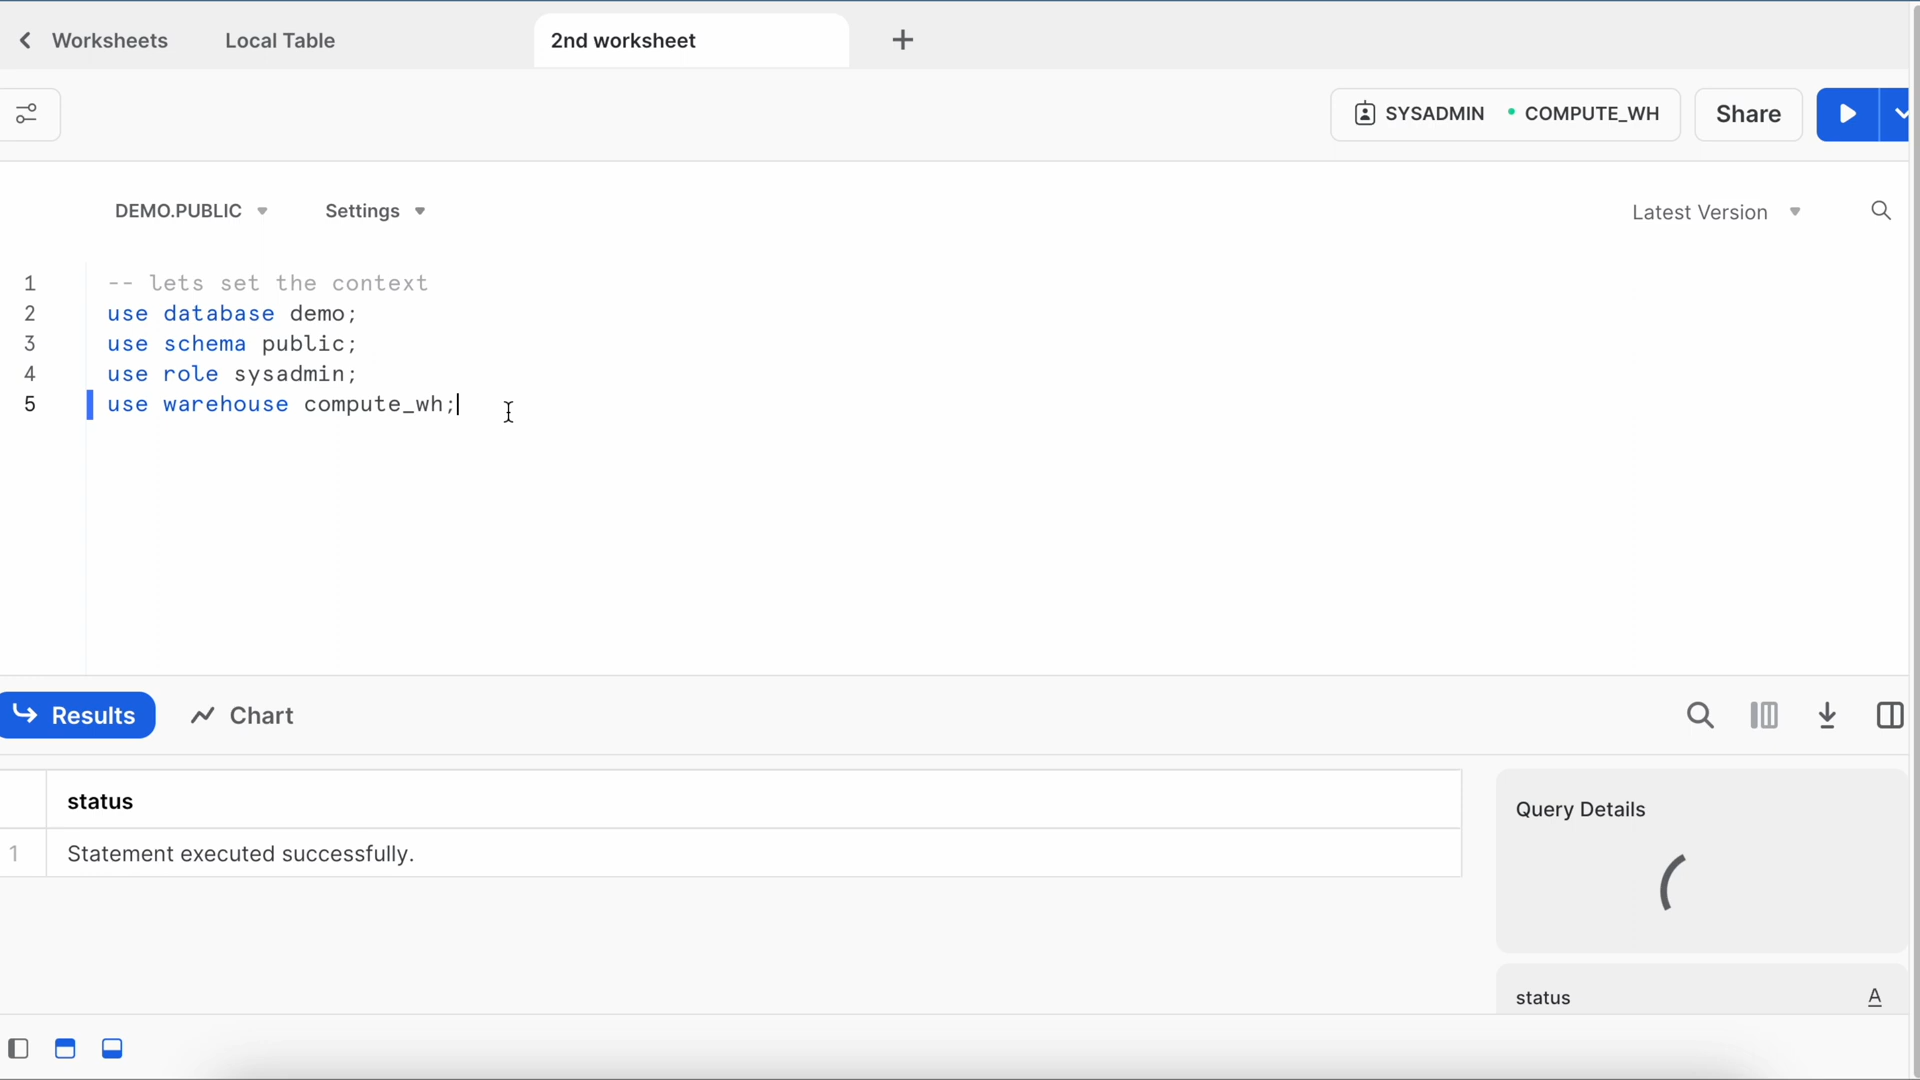 Worksheets
Local Table
2nd worksheet
SYSADMIN
COMPUTE_WH
Share
DEMO.PUBLIC
Settings
Latest Version
1 -- lets set the context
2 use database demo;
3 use schema public;
4 use role sysadmin;
5 use warehouse compute_wh;
Results
Chart
status
1 Statement executed successfully.
Query Details
status
A